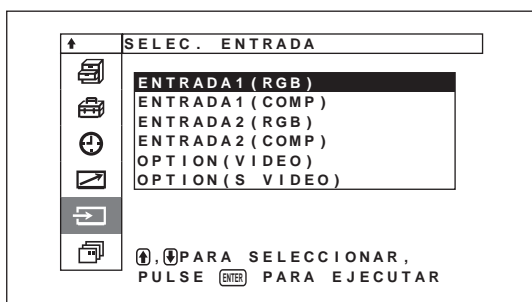 SELEC. ENTRADA
ENTRADA1(RGB)
ENTRADA1(COMP)
ENTRADA2(RGB)
ENTRADA2(COMP)
OPTION(VIDEO)
OPTION(S VIDEO)
↑,↓PARA SELECCIONAR,
PULSE ENTER PARA EJECUTAR